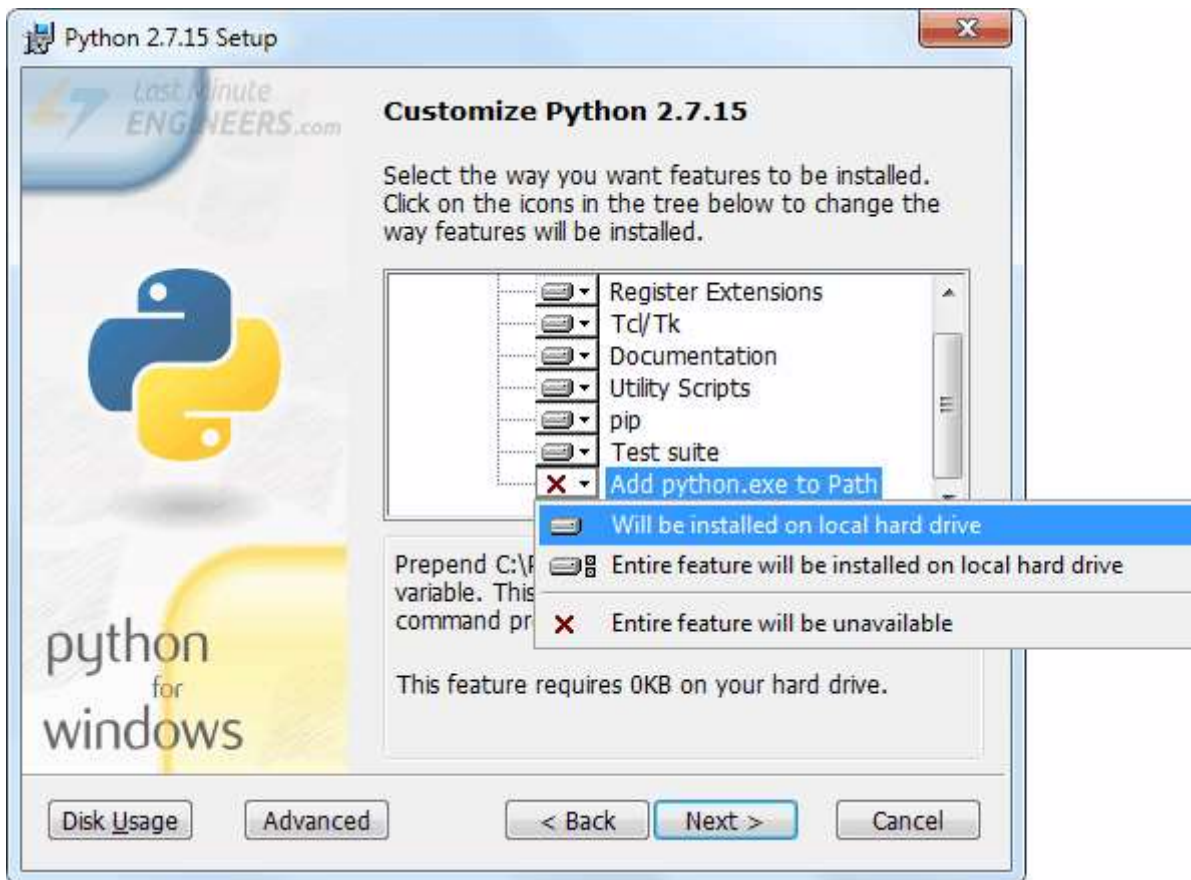 Python 2.7.15 Setup
Last Minute
ENGINEERS.com
Customize Python 2.7.15
Select the way you want features to be installed.
Click on the icons in the tree below to change the
way features will be installed.
Register Extensions
Tcl/Tk
Documentation
Utility Scripts
pip
Test suite
Add python.exe to Path
Will be installed on local hard drive
Entire feature will be installed on local hard drive
Entire feature will be unavailable
Prepend C:\
variable. This
command
This feature requires 0KB on your hard drive.
python
for
windows
Disk Usage
Advanced
< Back
Next >
Cancel